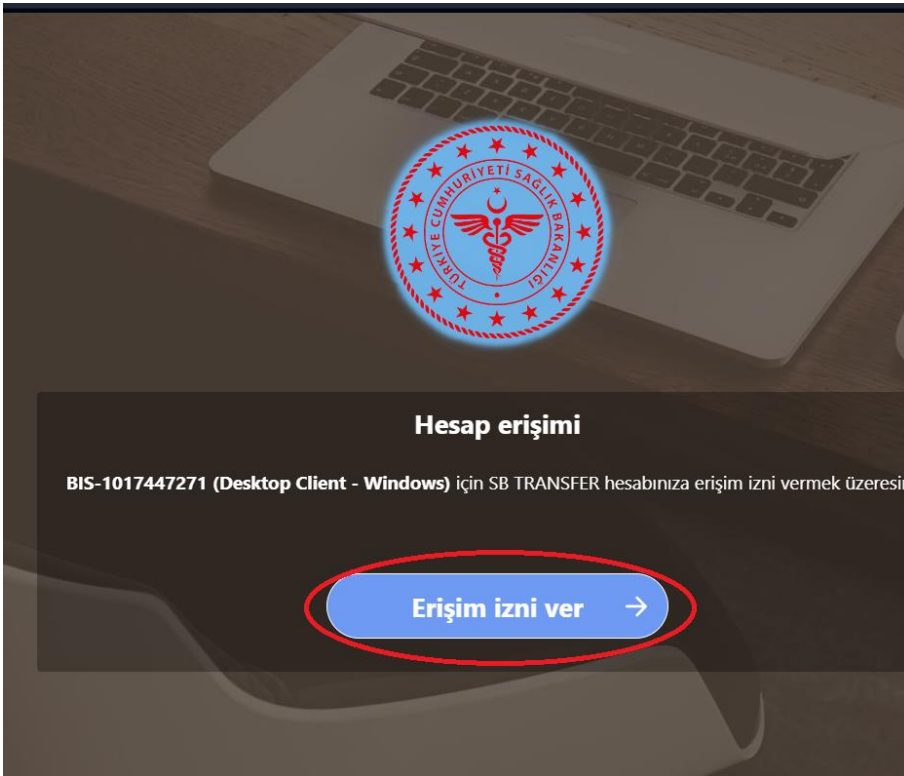 TÜRKİYE CUMHURİYETİ SAĞLIK BAKANLIĞI
Hesap erişimi
BIS-1017447271 (Desktop Client - Windows) için SB TRANSFER hesabınıza erişim izni vermek
Erişim izni ver →